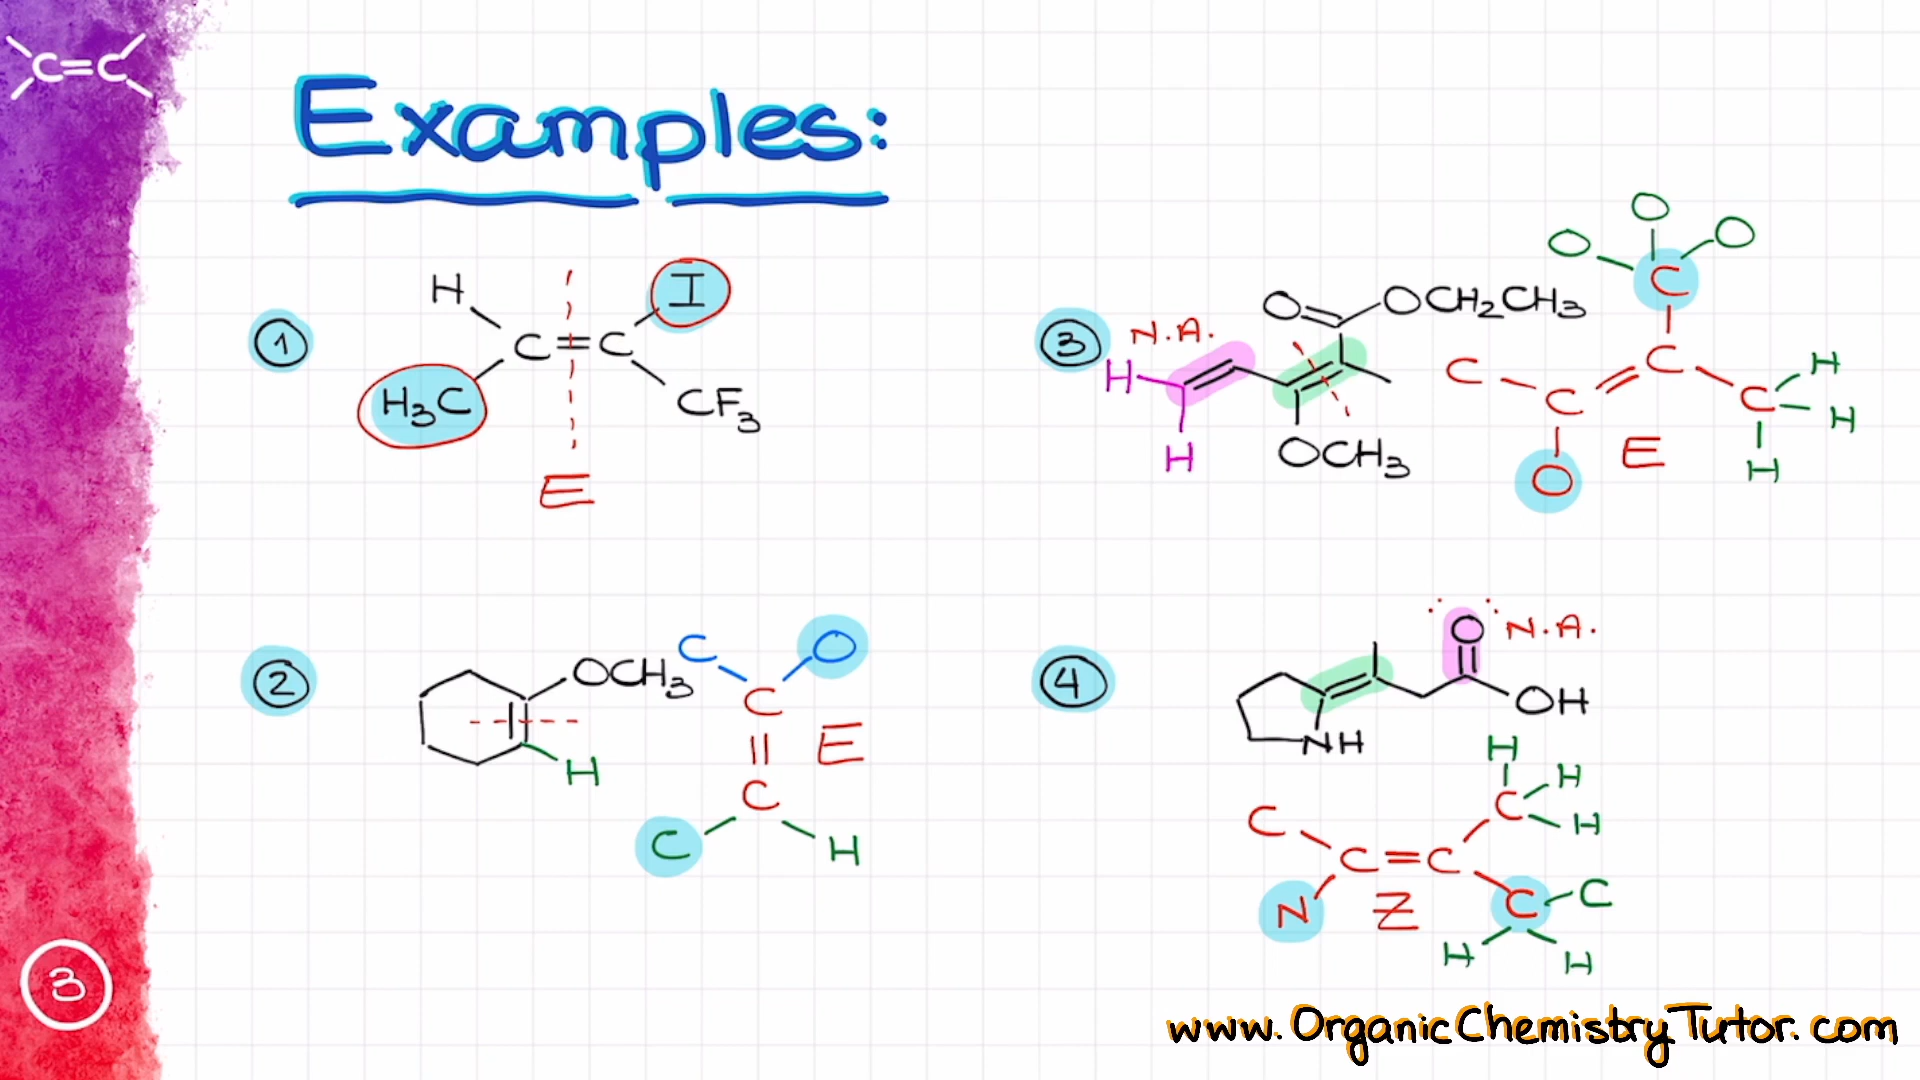 C=C
Examples:
1
H I
C=C
H3C CF3
E
3
N.A.
O OCH2CH3
H
H OCH3
O O O
C
C C C
O E C H H H
2
OCH3
H
C O
C
E
C
C H
4
O N.A.
OH
NH
C C H H H
C=C
N Z C C
H H
3
www.OrganicChemistryTutor.com